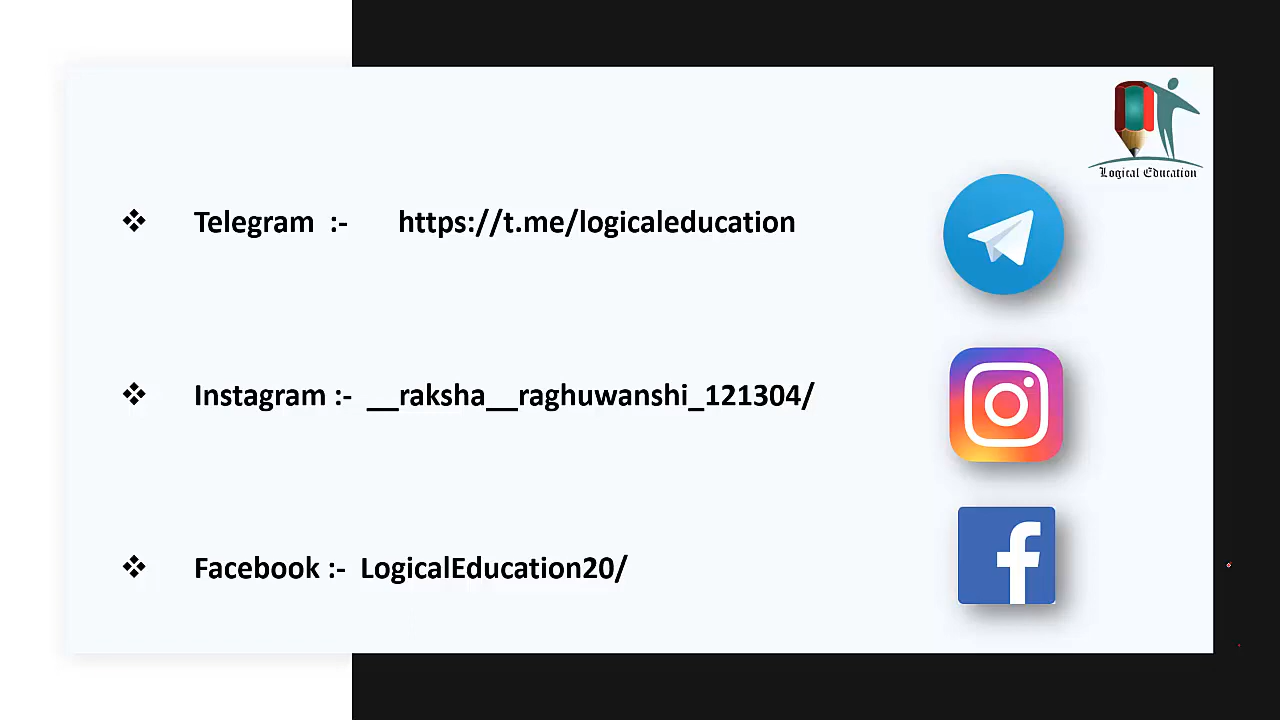 Logical Education
❖ Telegram :- https://t.me/logicaleducation
❖ Instagram :- __raksha__raghuwanshi_121304/
❖ Facebook :- LogicalEducation20/